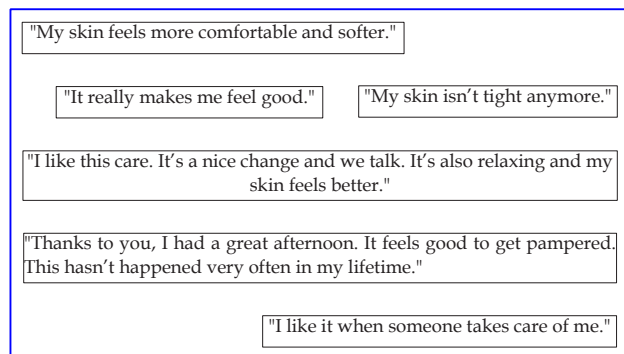 "My skin feels more comfortable and softer."
"It really makes me feel good."
"My skin isn’t tight anymore."
"I like this care. It’s a nice change and we talk. It’s also relaxing and my
skin feels better."
"Thanks to you, I had a great afternoon. It feels good to get pampered.
This hasn’t happened very often in my lifetime."
"I like it when someone takes care of me."